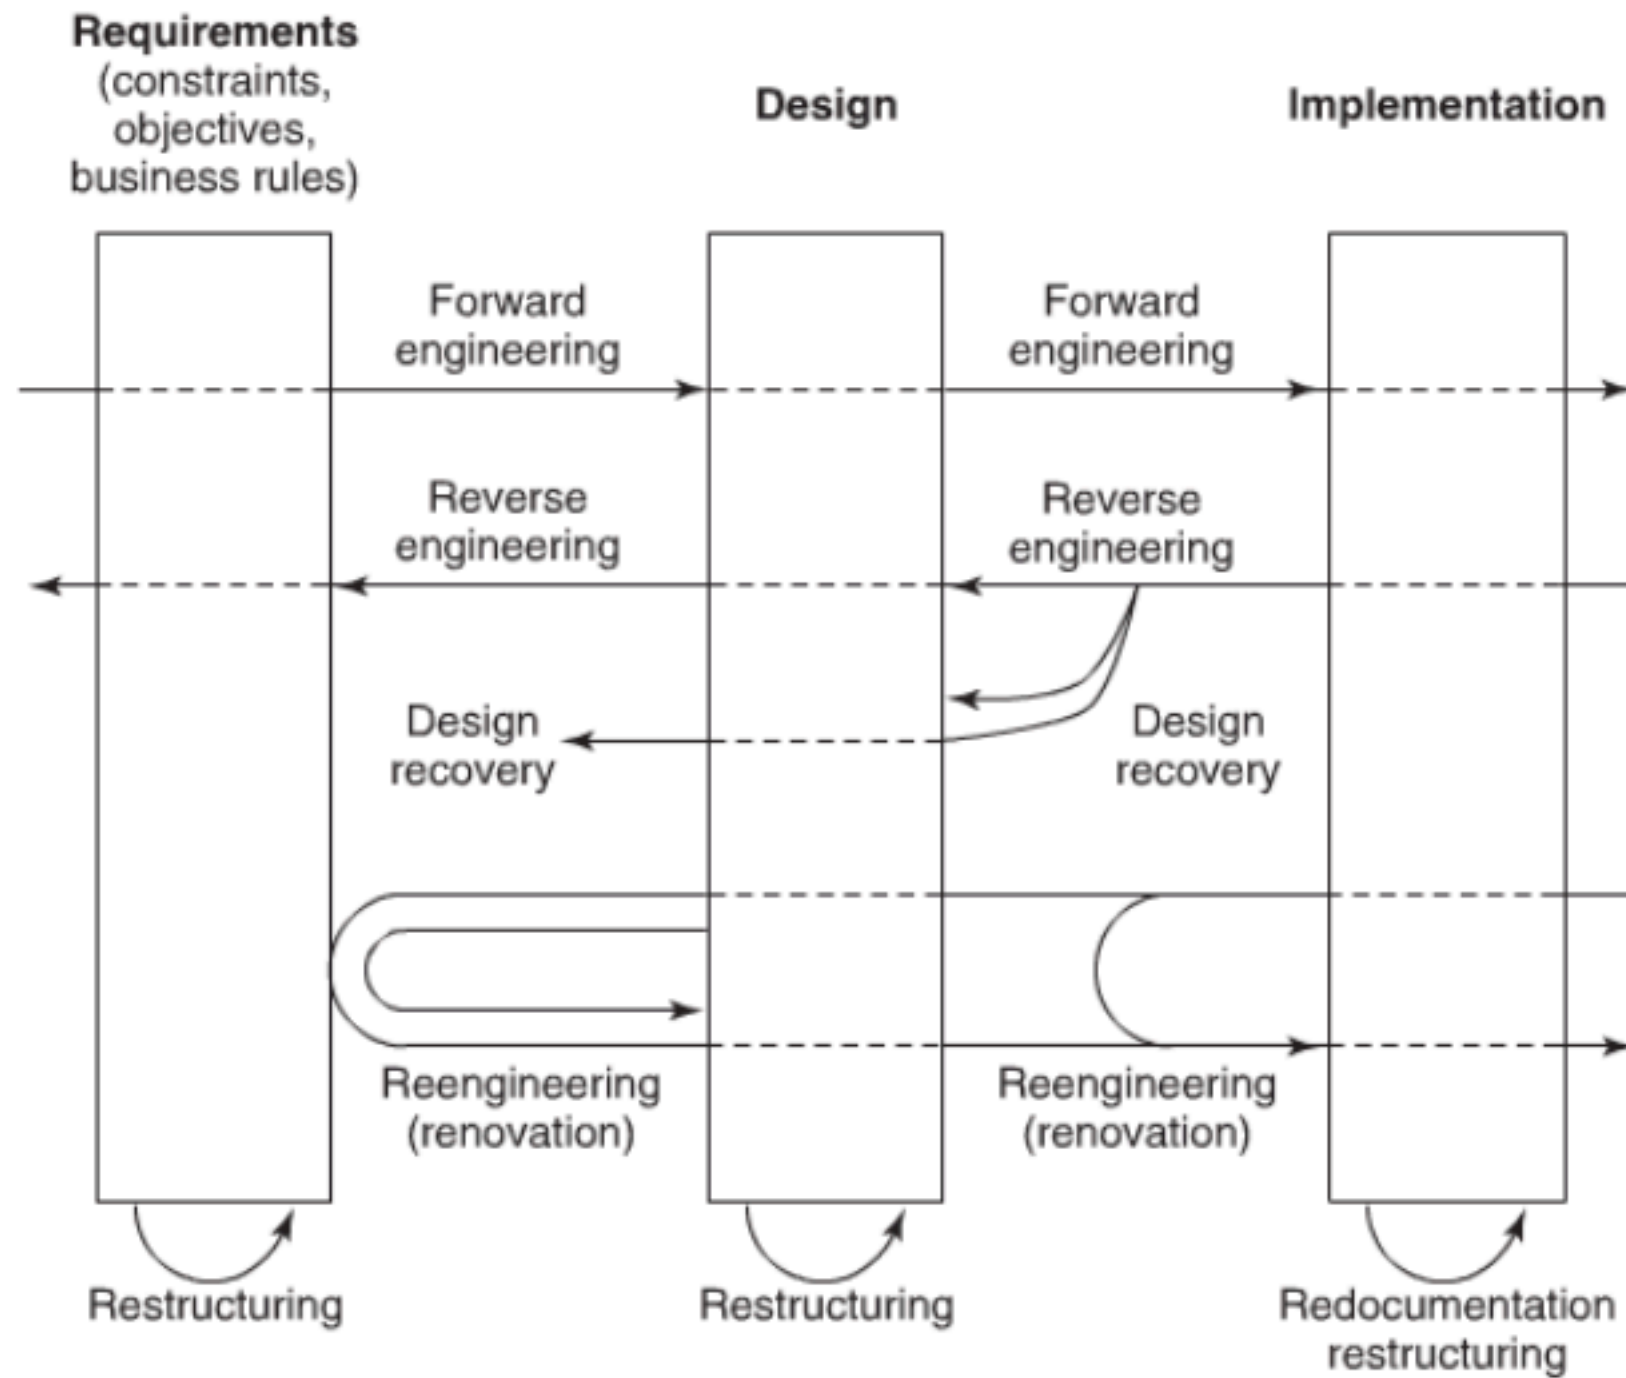 Requirements
(constraints,
objectives,
business rules)
Design
Implementation
Forward
engineering
Forward
engineering
Reverse
engineering
Reverse
engineering
Design
recovery
Design
recovery
Reengineering
(renovation)
Reengineering
(renovation)
Restructuring
Restructuring
Redocumentation
restructuring